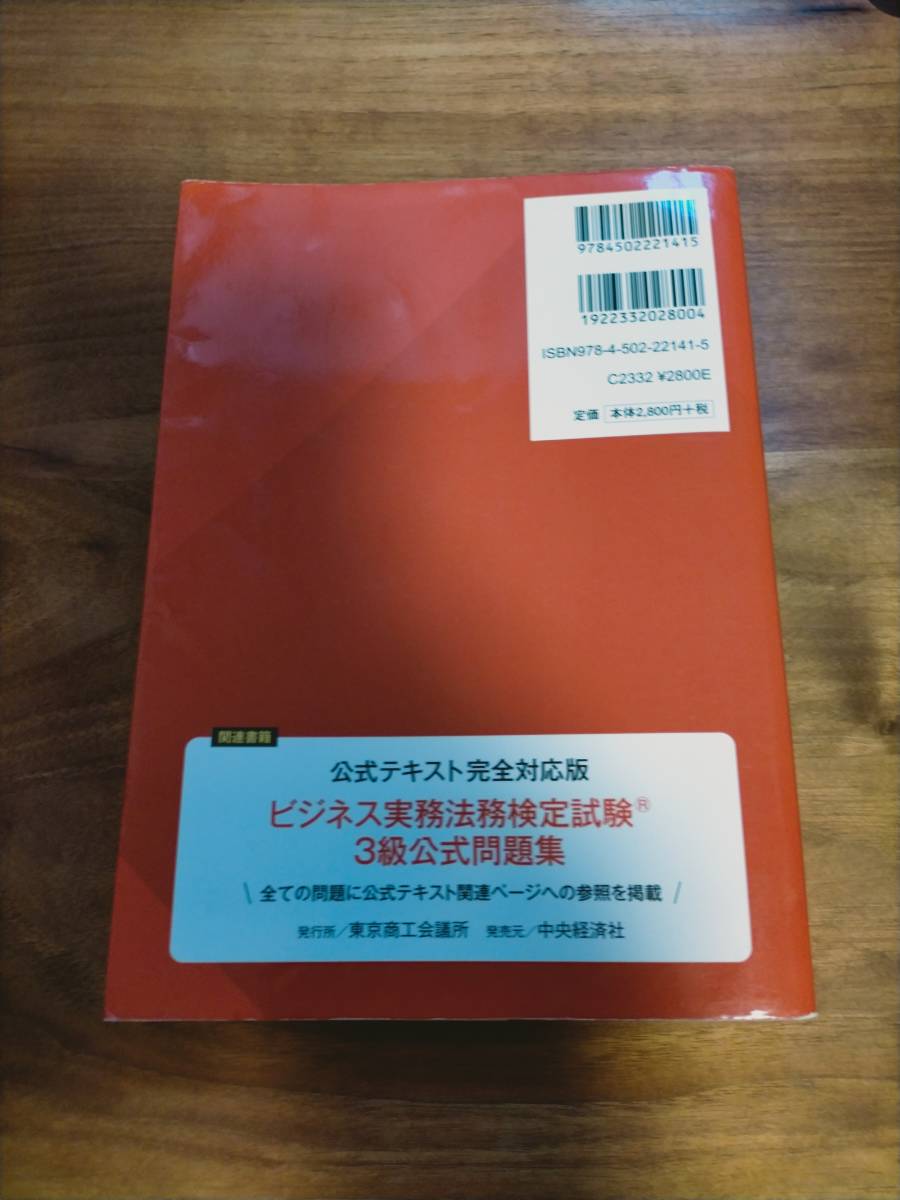 9784502221415
1922332028004
ISBN978-4-502-22141-5
C2332 ¥2800E
定価 本体2,800円+税
関連書籍
公式テキスト完全対応版
ビジネス実務法務検定試験®
3級公式問題集
\ 全ての問題に公式テキスト関連ページへの参照を掲載 /
発行所/東京商工会議所 発売元/中央経済社